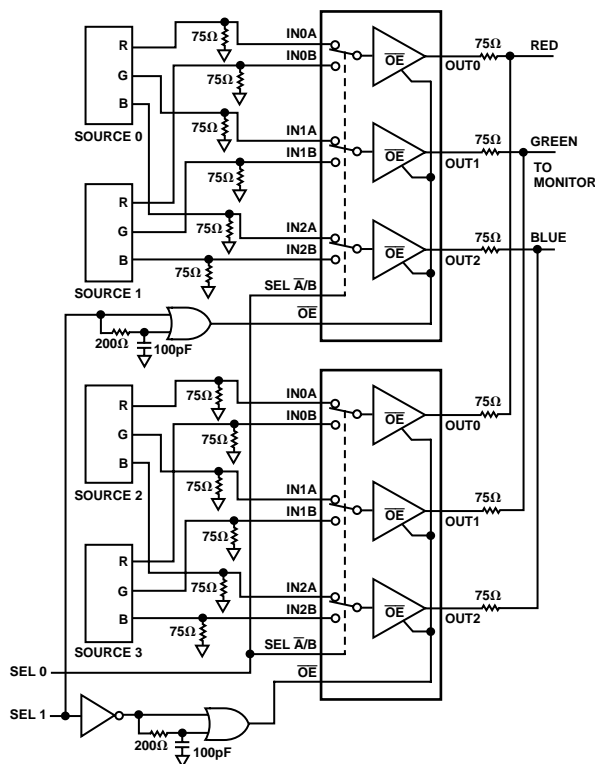 R
G
B
SOURCE 0
75Ω
75Ω
IN0A
IN0B
OE
OUT0
75Ω
RED
75Ω
75Ω
IN1A
IN1B
OE
OUT1
75Ω
GREEN
TO
MONITOR
R
G
B
SOURCE 1
75Ω
75Ω
IN2A
IN2B
OE
OUT2
75Ω
BLUE
SEL A̅/B
O̅E̅
200Ω
100pF
R
G
B
SOURCE 2
75Ω
75Ω
IN0A
IN0B
OE
OUT0
75Ω
75Ω
75Ω
IN1A
IN1B
OE
OUT1
75Ω
R
G
B
SOURCE 3
75Ω
75Ω
IN2A
IN2B
OE
OUT2
75Ω
SEL A̅/B
O̅E̅
SEL 0
SEL 1
200Ω
100pF